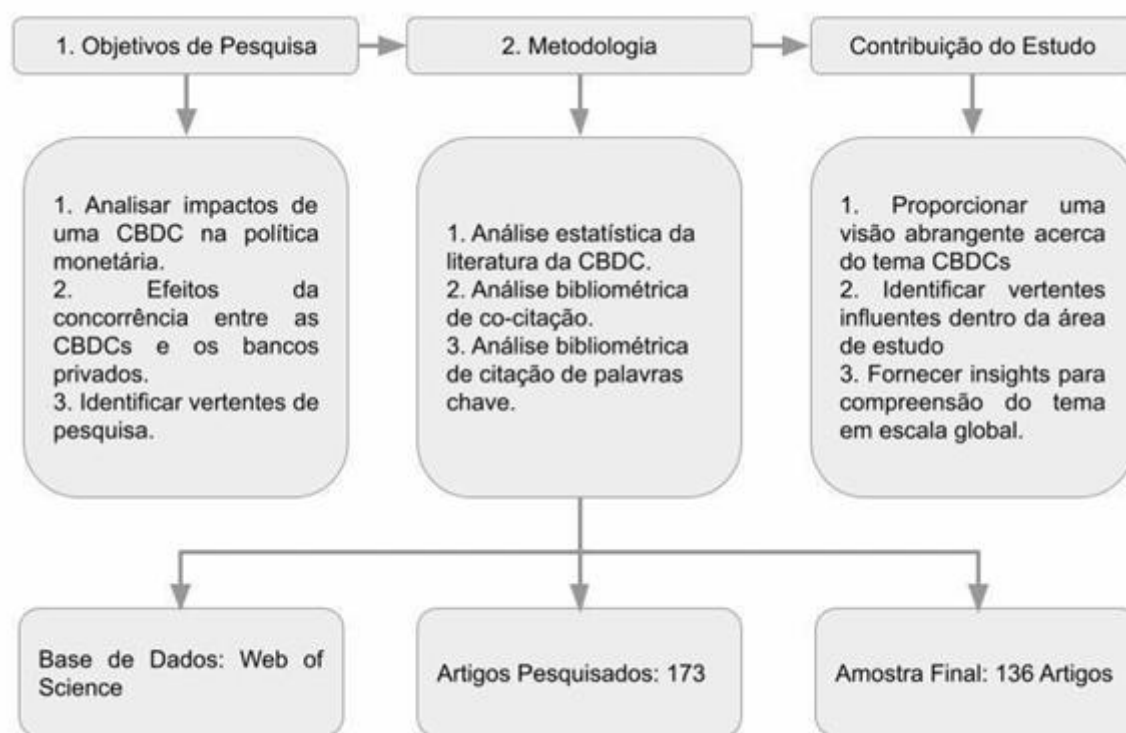 1. Objetivos de Pesquisa
2. Metodologia
Contribuição do Estudo
1. Analisar impactos de
uma CBDC na política
monetária.
2. Efeitos da
concorrência entre as
CBDCs e os bancos
privados.
3. Identificar vertentes de
pesquisa.
1. Análise estatística da
literatura da CBDC.
2. Análise bibliométrica
de co-citação.
3. Análise bibliométrica
de citação de palavras
chave.
1. Proporcionar uma
visão abrangente acerca
do tema CBDCs
2. Identificar vertentes
influentes dentro da área
de estudo
3. Fornecer insights para
compreensão do tema
em escala global.
Base de Dados: Web of
Science
Artigos Pesquisados: 173
Amostra Final: 136 Artigos